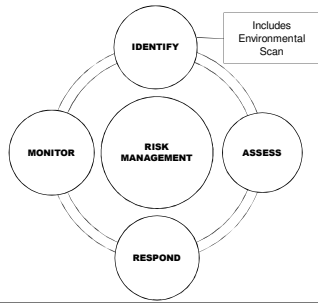 IDENTIFY
Includes
Environmental
Scan
MONITOR
RISK
MANAGEMENT
ASSESS
RESPOND